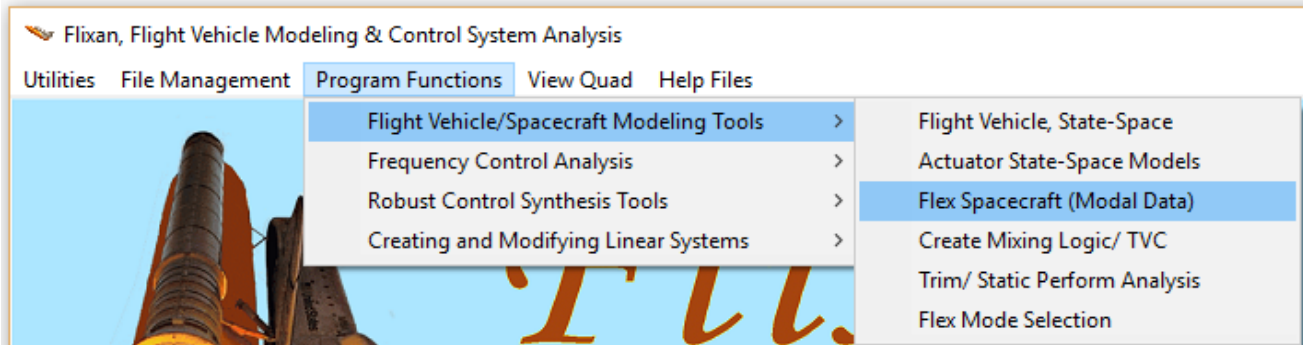 Flixan, Flight Vehicle Modeling & Control System Analysis
Utilities File Management Program Functions View Quad Help Files
Flight Vehicle/Spacecraft Modeling Tools >
Frequency Control Analysis >
Robust Control Synthesis Tools >
Creating and Modifying Linear Systems >
Flight Vehicle, State-Space
Actuator State-Space Models
Flex Spacecraft (Modal Data)
Create Mixing Logic/ TVC
Trim/ Static Perform Analysis
Flex Mode Selection